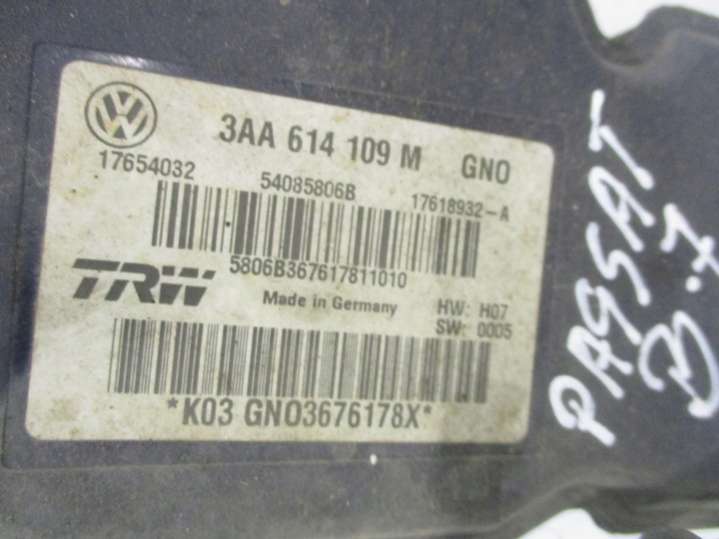 3AA 614 109 M GNO
17654032 54085806B 17618932-A
5806B367617811010
TRW Made in Germany HW: H07
SW: 0005
*K03 GNO3676178X*
PASSAT
B.7